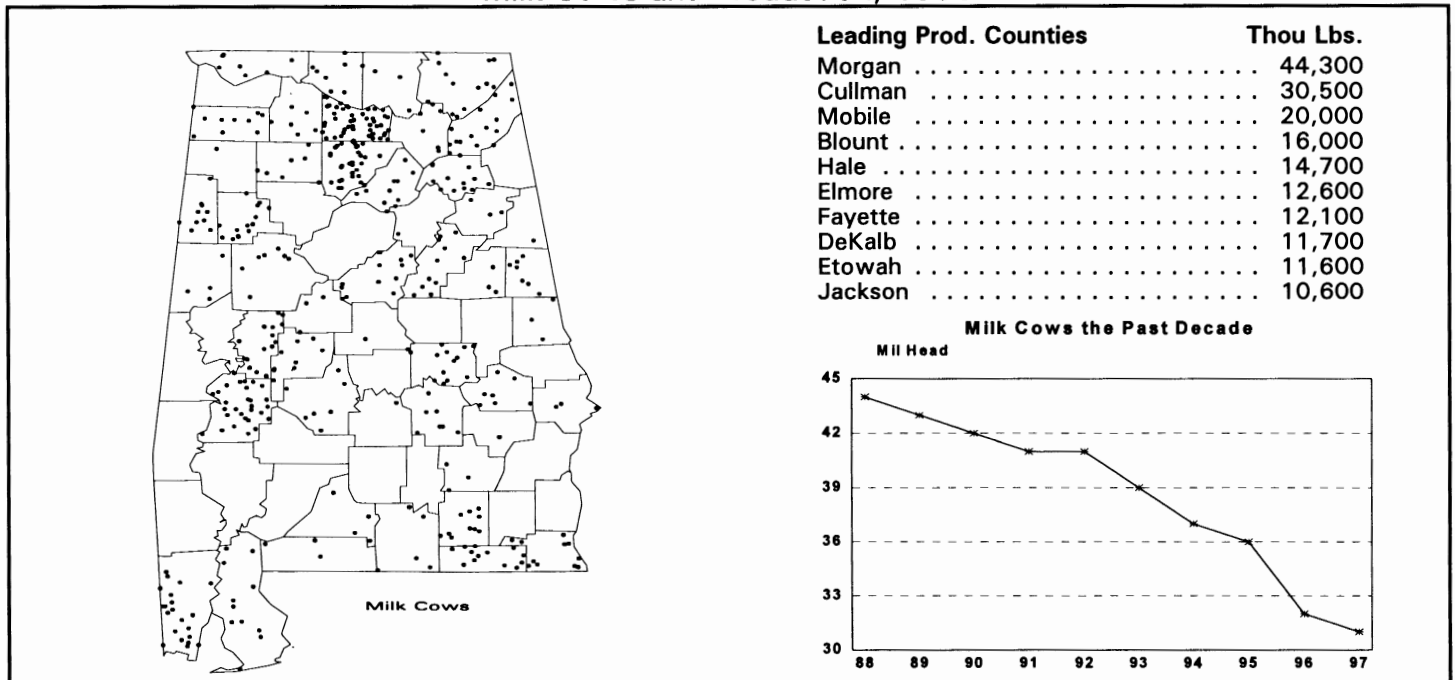 Leading Prod. Counties Thou Lbs.
Morgan . . . . . . . . . . . . . . . . . . . . . . 44,300
Cullman . . . . . . . . . . . . . . . . . . . . . 30,500
Mobile . . . . . . . . . . . . . . . . . . . . . . 20,000
Blount . . . . . . . . . . . . . . . . . . . . . . . 16,000
Hale . . . . . . . . . . . . . . . . . . . . . . . . 14,700
Elmore . . . . . . . . . . . . . . . . . . . . . . 12,600
Fayette . . . . . . . . . . . . . . . . . . . . . . 12,100
DeKalb . . . . . . . . . . . . . . . . . . . . . . 11,700
Etowah . . . . . . . . . . . . . . . . . . . . . . 11,600
Jackson . . . . . . . . . . . . . . . . . . . . . 10,600
Milk Cows the Past Decade
Mil Head
45
42
39
36
33
30
88 89 90 91 92 93 94 95 96 97
Milk Cows